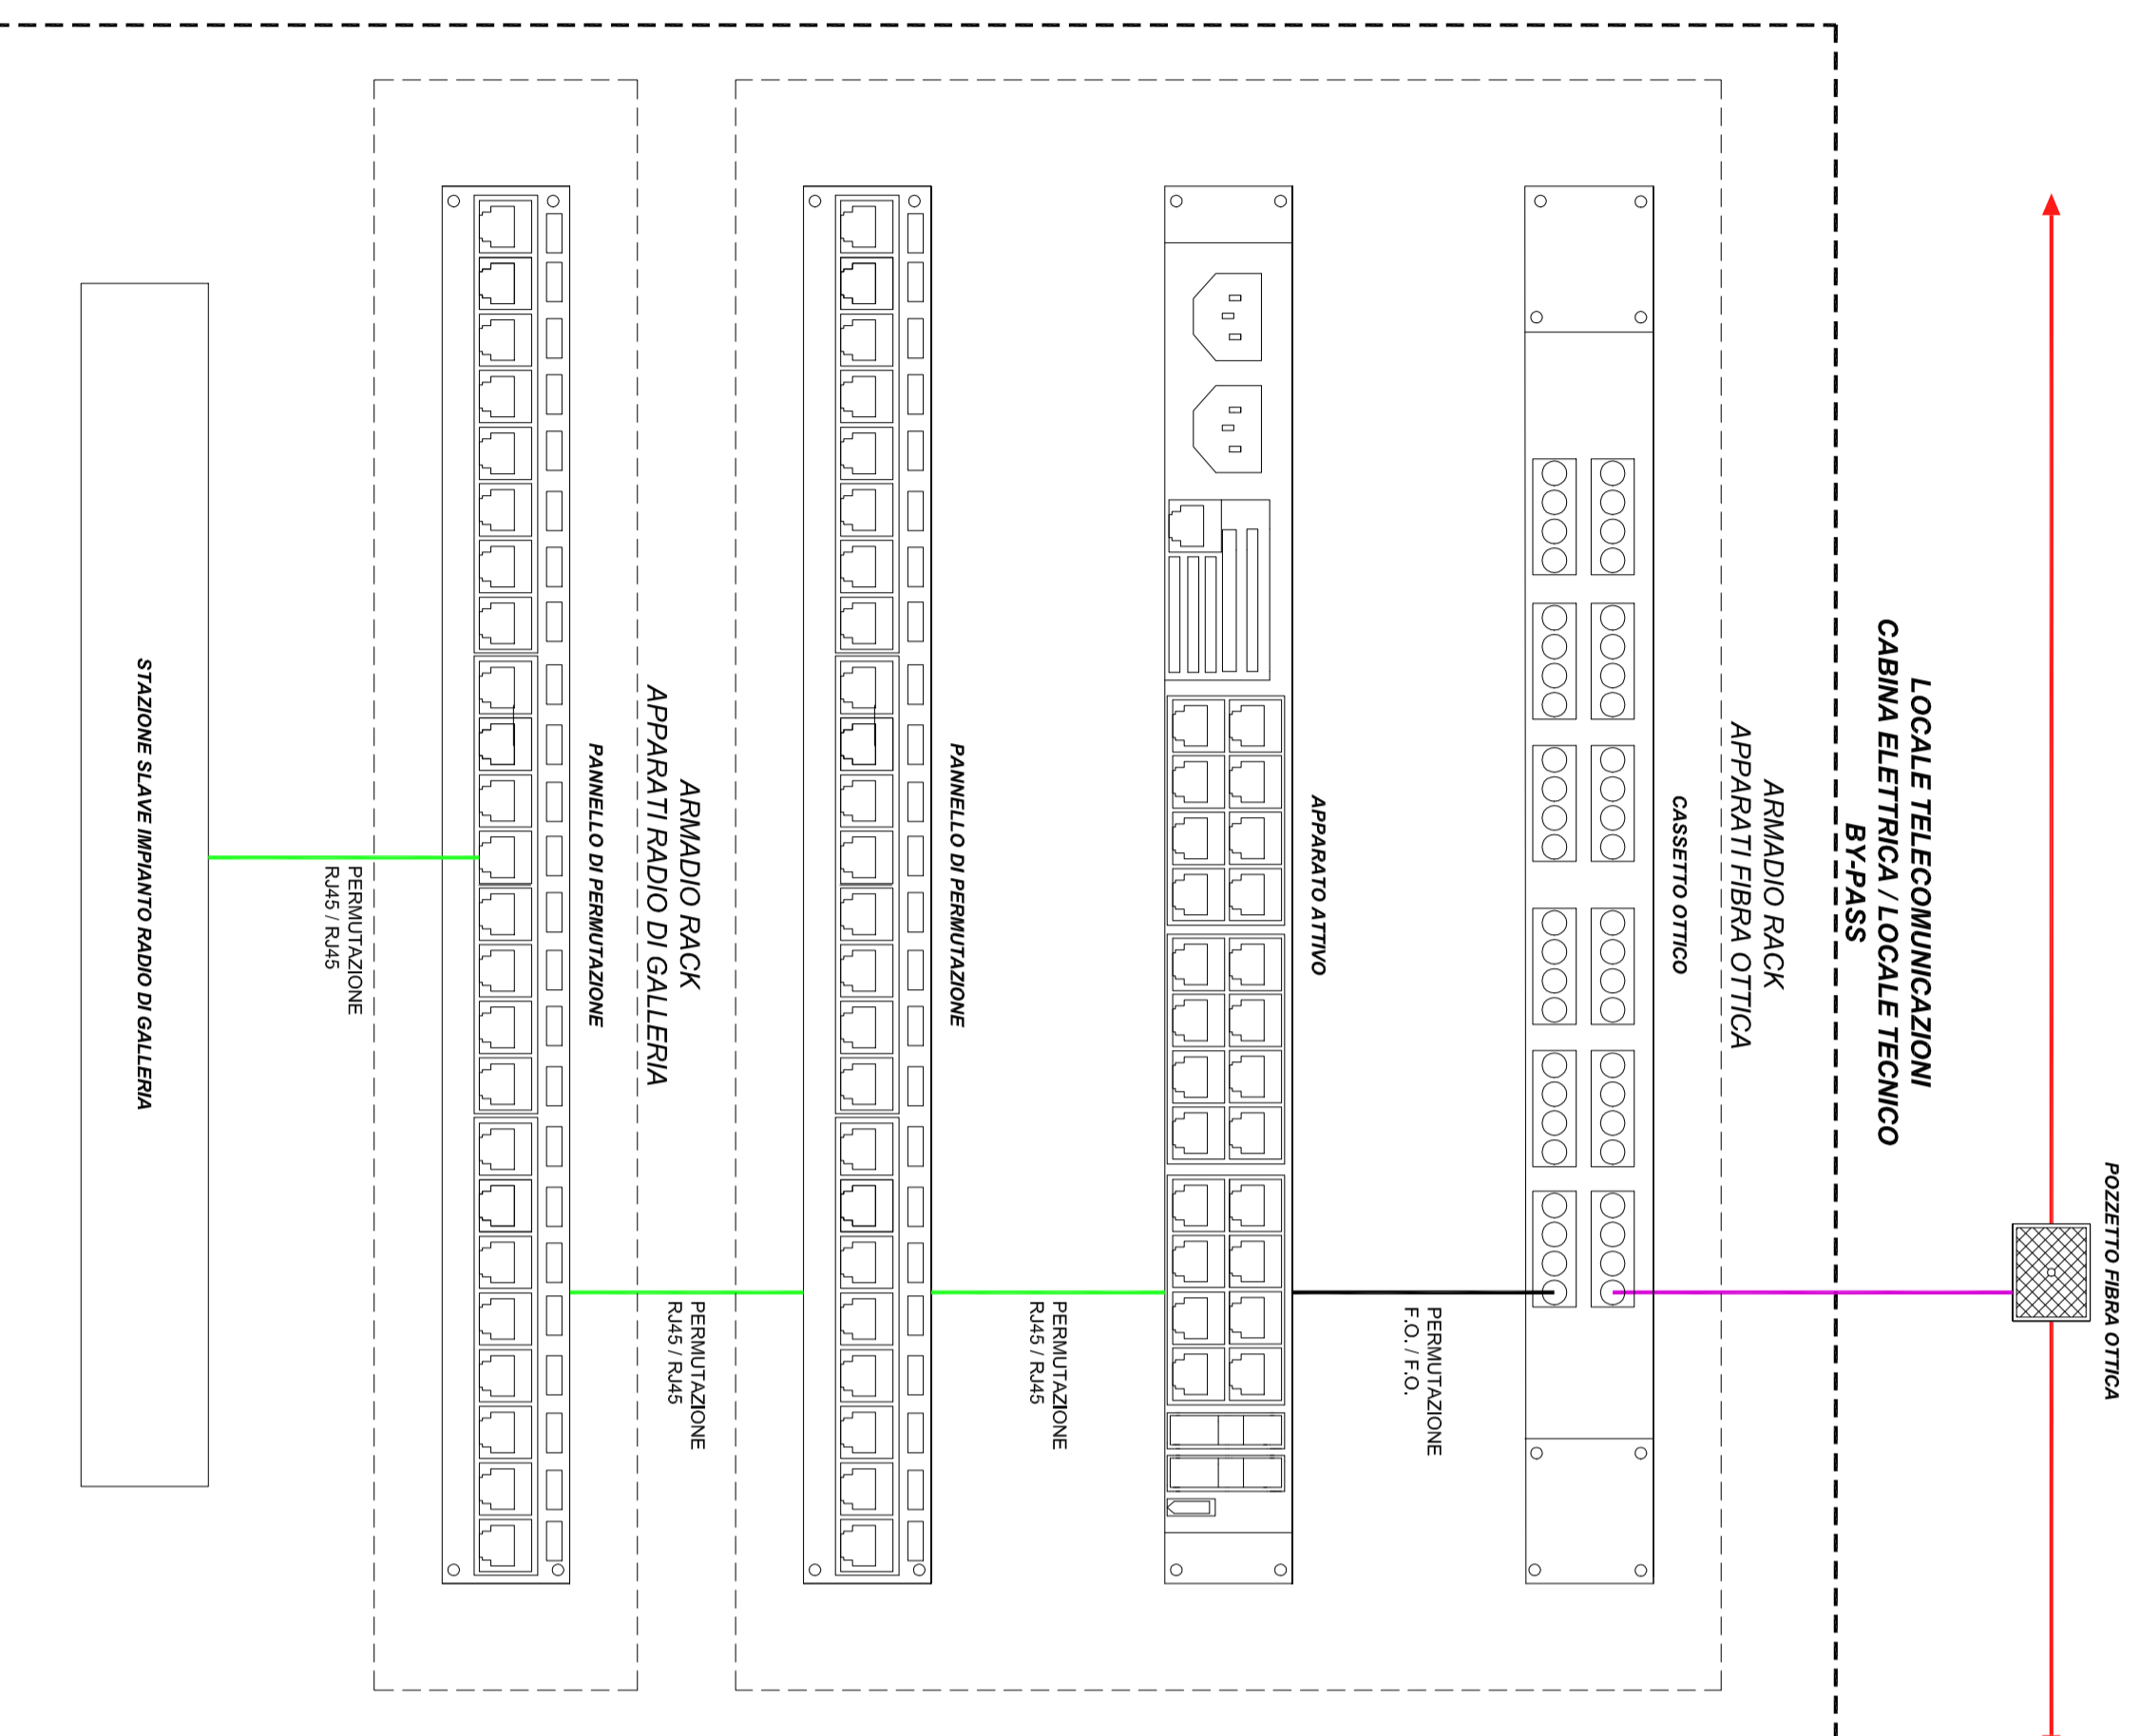 POZZETTO FIBRA OTTICA
LOCALE TELECOMUNICAZIONI
CABINA ELETTRICA / LOCALE TECNICO
BY-PASS
ARMADIO RACK
APPARATI FIBRA OTTICA
CASSETTO OTTICO
PERMUTAZIONE
F.O. / F.O.
APPARATO ATTIVO
PERMUTAZIONE
RJ45 / RJ45
PANNELLO DI PERMUTAZIONE
PERMUTAZIONE
RJ45 / RJ45
ARMADIO RACK
APPARATI RADIO DI GALLERIA
PANNELLO DI PERMUTAZIONE
PERMUTAZIONE
RJ45 / RJ45
STAZIONE SLAVE IMPIANTO RADIO DI GALLERIA